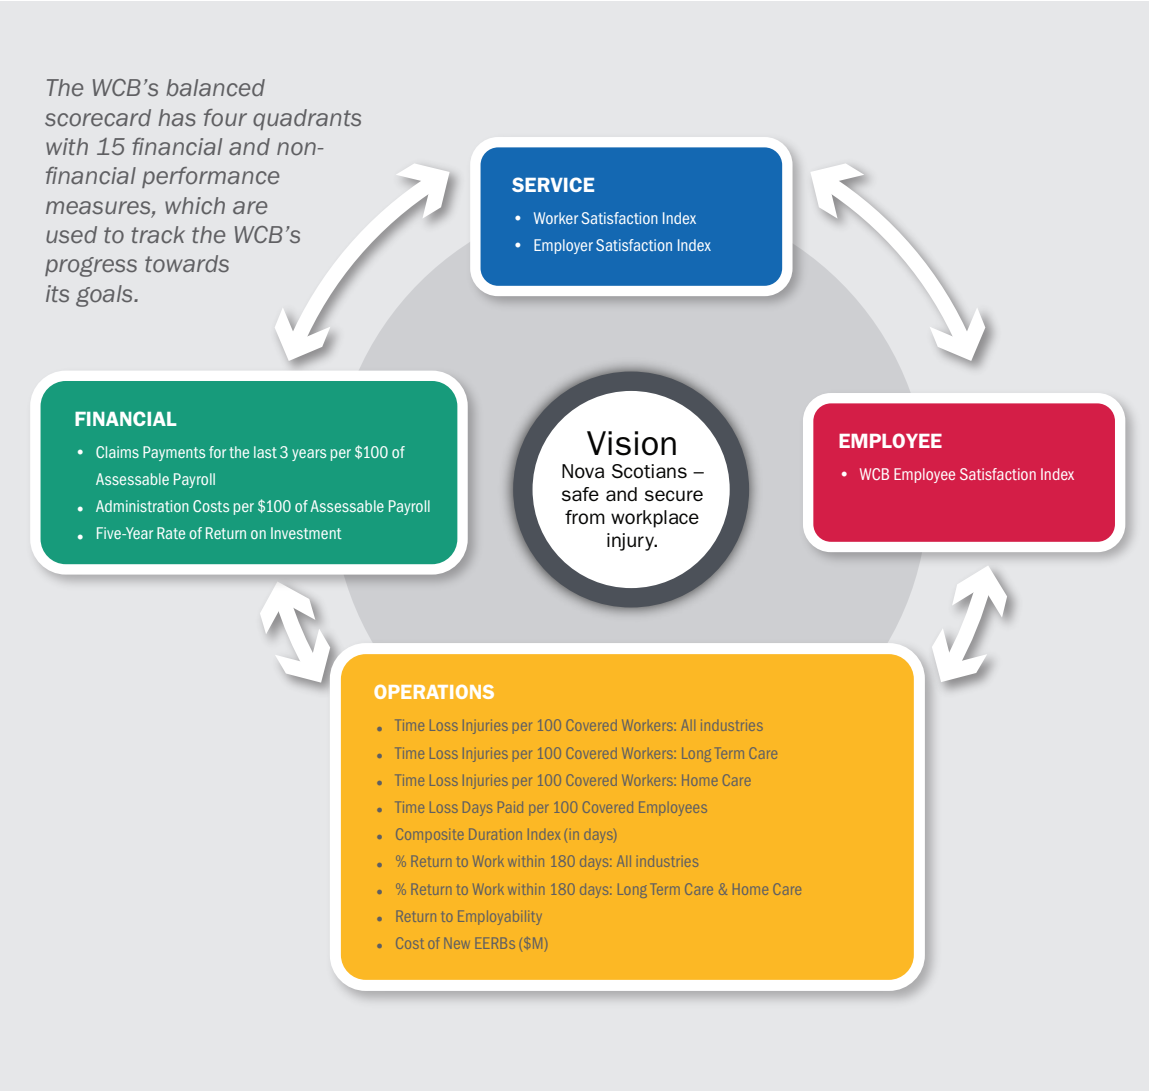 The WCB’s balanced
scorecard has four quadrants
with 15 financial and non-
financial performance
measures, which are
used to track the WCB’s
progress towards
its goals.
SERVICE
• Worker Satisfaction Index
• Employer Satisfaction Index
FINANCIAL
• Claims Payments for the last 3 years per $100 of
Assessable Payroll
• Administration Costs per $100 of Assessable Payroll
• Five-Year Rate of Return on Investment
Vision
Nova Scotians –
safe and secure
from workplace
injury.
EMPLOYEE
• WCB Employee Satisfaction Index
OPERATIONS
• Time Loss Injuries per 100 Covered Workers: All industries
• Time Loss Injuries per 100 Covered Workers: Long Term Care
• Time Loss Injuries per 100 Covered Workers: Home Care
• Time Loss Days Paid per 100 Covered Employees
• Composite Duration Index (in days)
• % Return to Work within 180 days: All industries
• % Return to Work within 180 days: Long Term Care & Home Care
• Return to Employability
• Cost of New EERBs ($M)